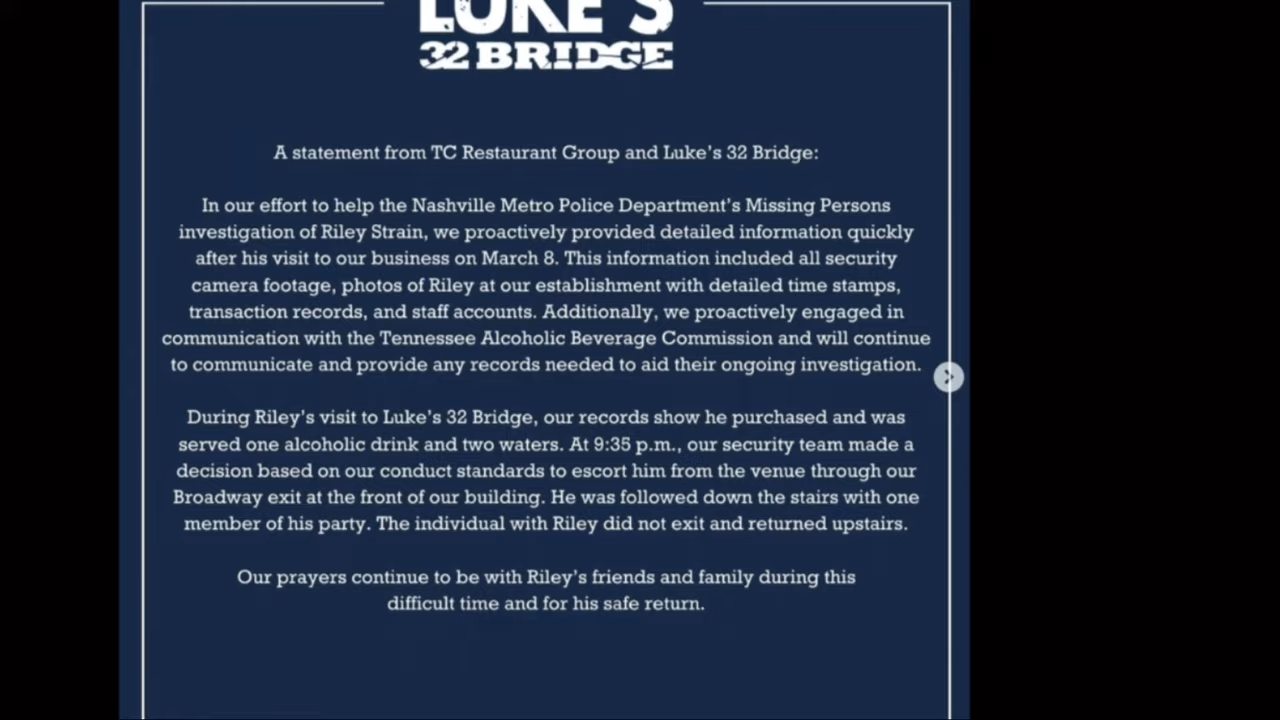 LUKE'S
32 BRIDGE
A statement from TC Restaurant Group and Luke's 32 Bridge:
In our effort to help the Nashville Metro Police Department's Missing Persons
investigation of Riley Strain, we proactively provided detailed information quickly
after his visit to our business on March 8. This information included all security
camera footage, photos of Riley at our establishment with detailed time stamps,
transaction records, and staff accounts. Additionally, we proactively engaged in
communication with the Tennessee Alcoholic Beverage Commission and will continue
to communicate and provide any records needed to aid their ongoing investigation.
During Riley's visit to Luke's 32 Bridge, our records show he purchased and was
served one alcoholic drink and two waters. At 9:35 p.m., our security team made a
decision based on our conduct standards to escort him from the venue through our
Broadway exit at the front of our building. He was followed down the stairs with one
member of his party. The individual with Riley did not exit and returned upstairs.
Our prayers continue to be with Riley's friends and family during this
difficult time and for his safe return.